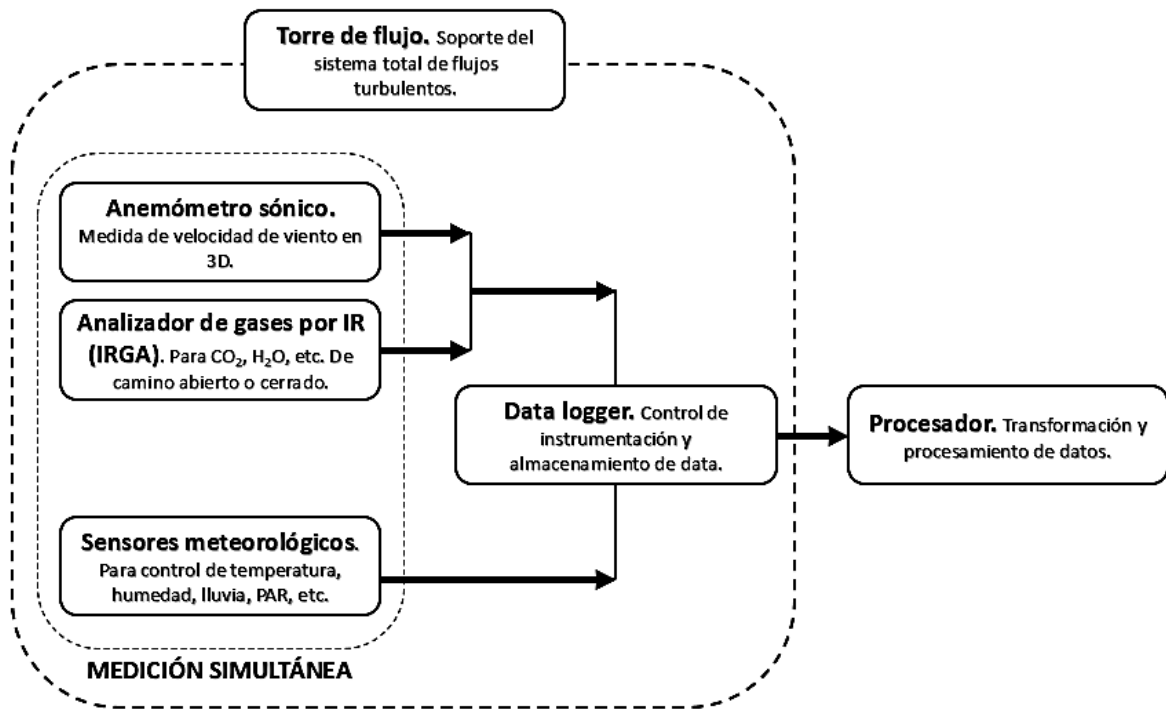 Torre de flujo. Soporte del
sistema total de flujos
turbulentos.
Anemómetro sónico.
Medida de velocidad de viento en
3D.
Analizador de gases por IR
(IRGA). Para CO₂, H₂O, etc. De
camino abierto o cerrado.
Data logger. Control de
instrumentación y
almacenamiento de data.
Procesador. Transformación y
procesamiento de datos.
Sensores meteorológicos.
Para control de temperatura,
humedad, lluvia, PAR, etc.
MEDICIÓN SIMULTÁNEA